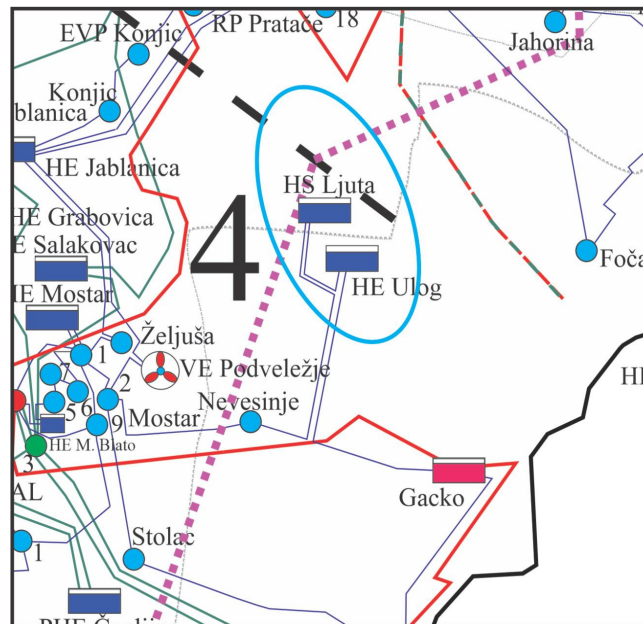 EVP Konjic
RP Pratače
18
Jahorina
Konjic
blanica
HE Jablanica
HS Ljuta
HE Grabovica
E Salakovac
4
HE Ulog
Foča
HE Mostar
Željuša
1
VE Podveležje
7
2
5
6
9
Mostar
Nevesinje
HE M. Blato
3
AL
Gacko
1
Stolac